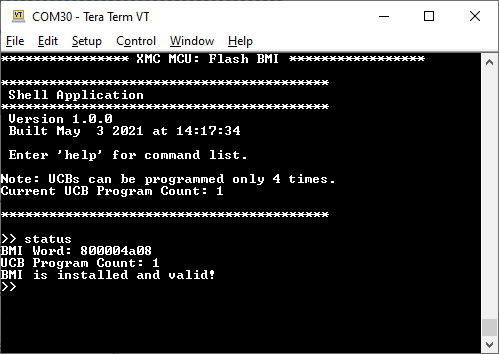 COM30 - Tera Term VT
File Edit Setup Control Window Help
***************** XMC MCU: Flash BMI ******************
*******************************************
Shell Application
*******************************************
Version 1.0.0
Built May  3 2021 at 14:17:34
Enter 'help' for command list.
Note: UCBs can be programmed only 4 times.
Current UCB Program Count: 1
*******************************************
>> status
BMI Word: 800004a08
UCB Program Count: 1
BMI is installed and valid!
>>